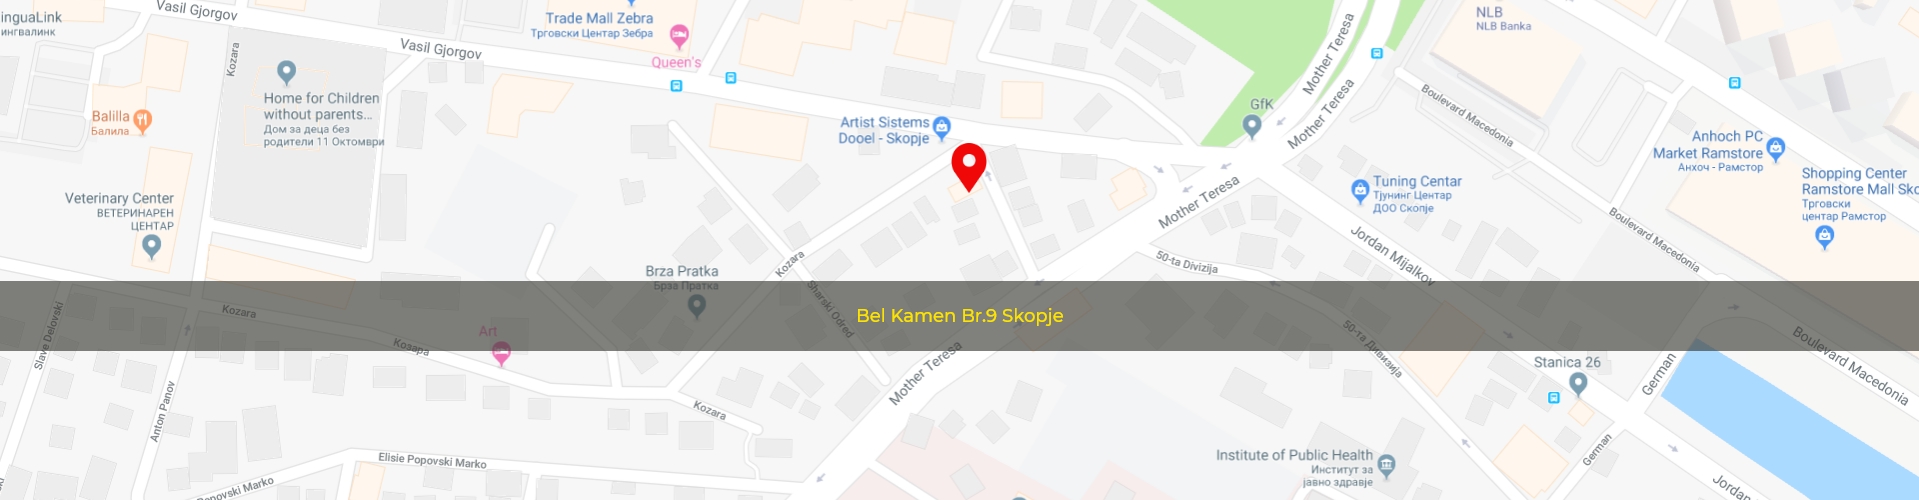 inguaLink
ингвалинк
Vasil Gjorgov
Kozara
Vasil Gjorgov
Trade Mall Zebra
Трговски Центар Зебра
Queen's
Home for Children
without parents...
Дом за деца без
родители 11 Октомври
Balilla
Балила
Veterinary Center
ВЕТЕРИНАРЕН
ЦЕНТАР
Artist Sistems
Dooel - Skopje
GfK
Mother Teresa
Mother Teresa
Mother Teresa
NLB
NLB Banka
Boulevard Macedonia
Anhoch PC
Market Ramstore
Анхоч - Рамстор
Shopping Center
Ramstore Mall Sko
Трговски
центар Рамстор
Tuning Centar
Тјунинг Центар
ДОО Скопје
Boulevard Macedonia
Jordan Mijalkov
50-ta Divizija
Kozara
Brza Pratka
Брза Пратка
Sharski Odred
Bel Kamen Br.9 Skopje
Kozara
Slave Delovski
Козара
Art
Anton Panov
Mother Teresa
50-та Дивизија
Stanica 26
German
Boulevard Macedonia
Kozara
Elisie Popovski Marko
Popovski Marko
Institute of Public Health
Институт за
јавно здравје
German
Jordan